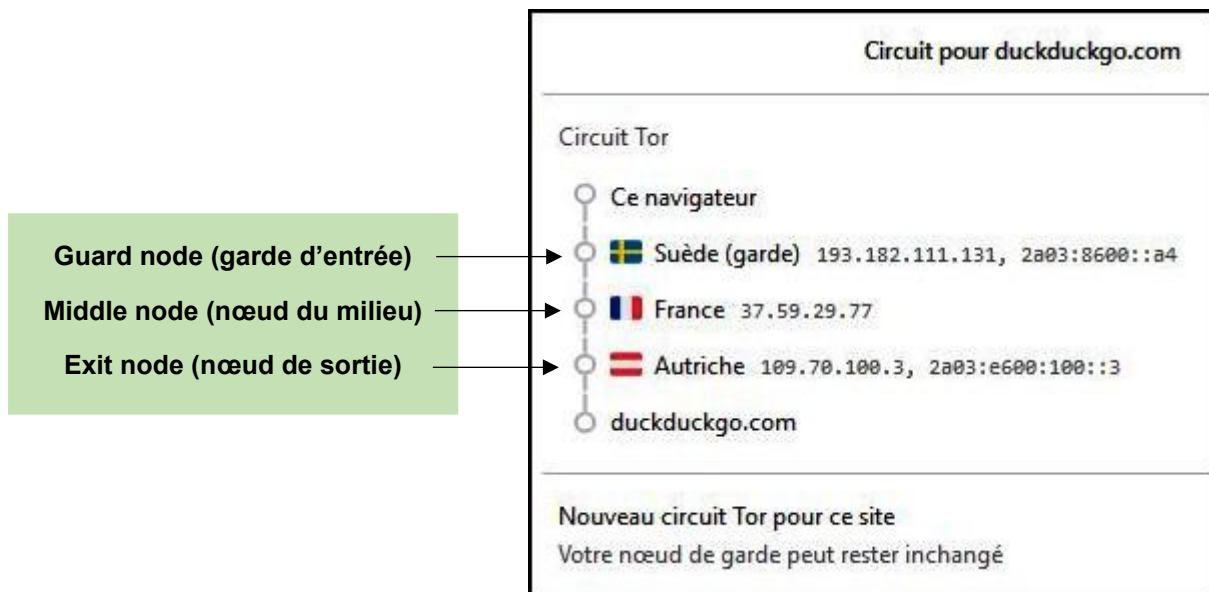 Circuit pour duckduckgo.com
Circuit Tor
Ce navigateur
Guard node (garde d'entrée)
Suède (garde) 193.182.111.131, 2a03:8600::a4
Middle node (nœud du milieu)
France 37.59.29.77
Exit node (nœud de sortie)
Autriche 109.70.100.3, 2a03:e600:100::3
duckduckgo.com
Nouveau circuit Tor pour ce site
Votre nœud de garde peut rester inchangé